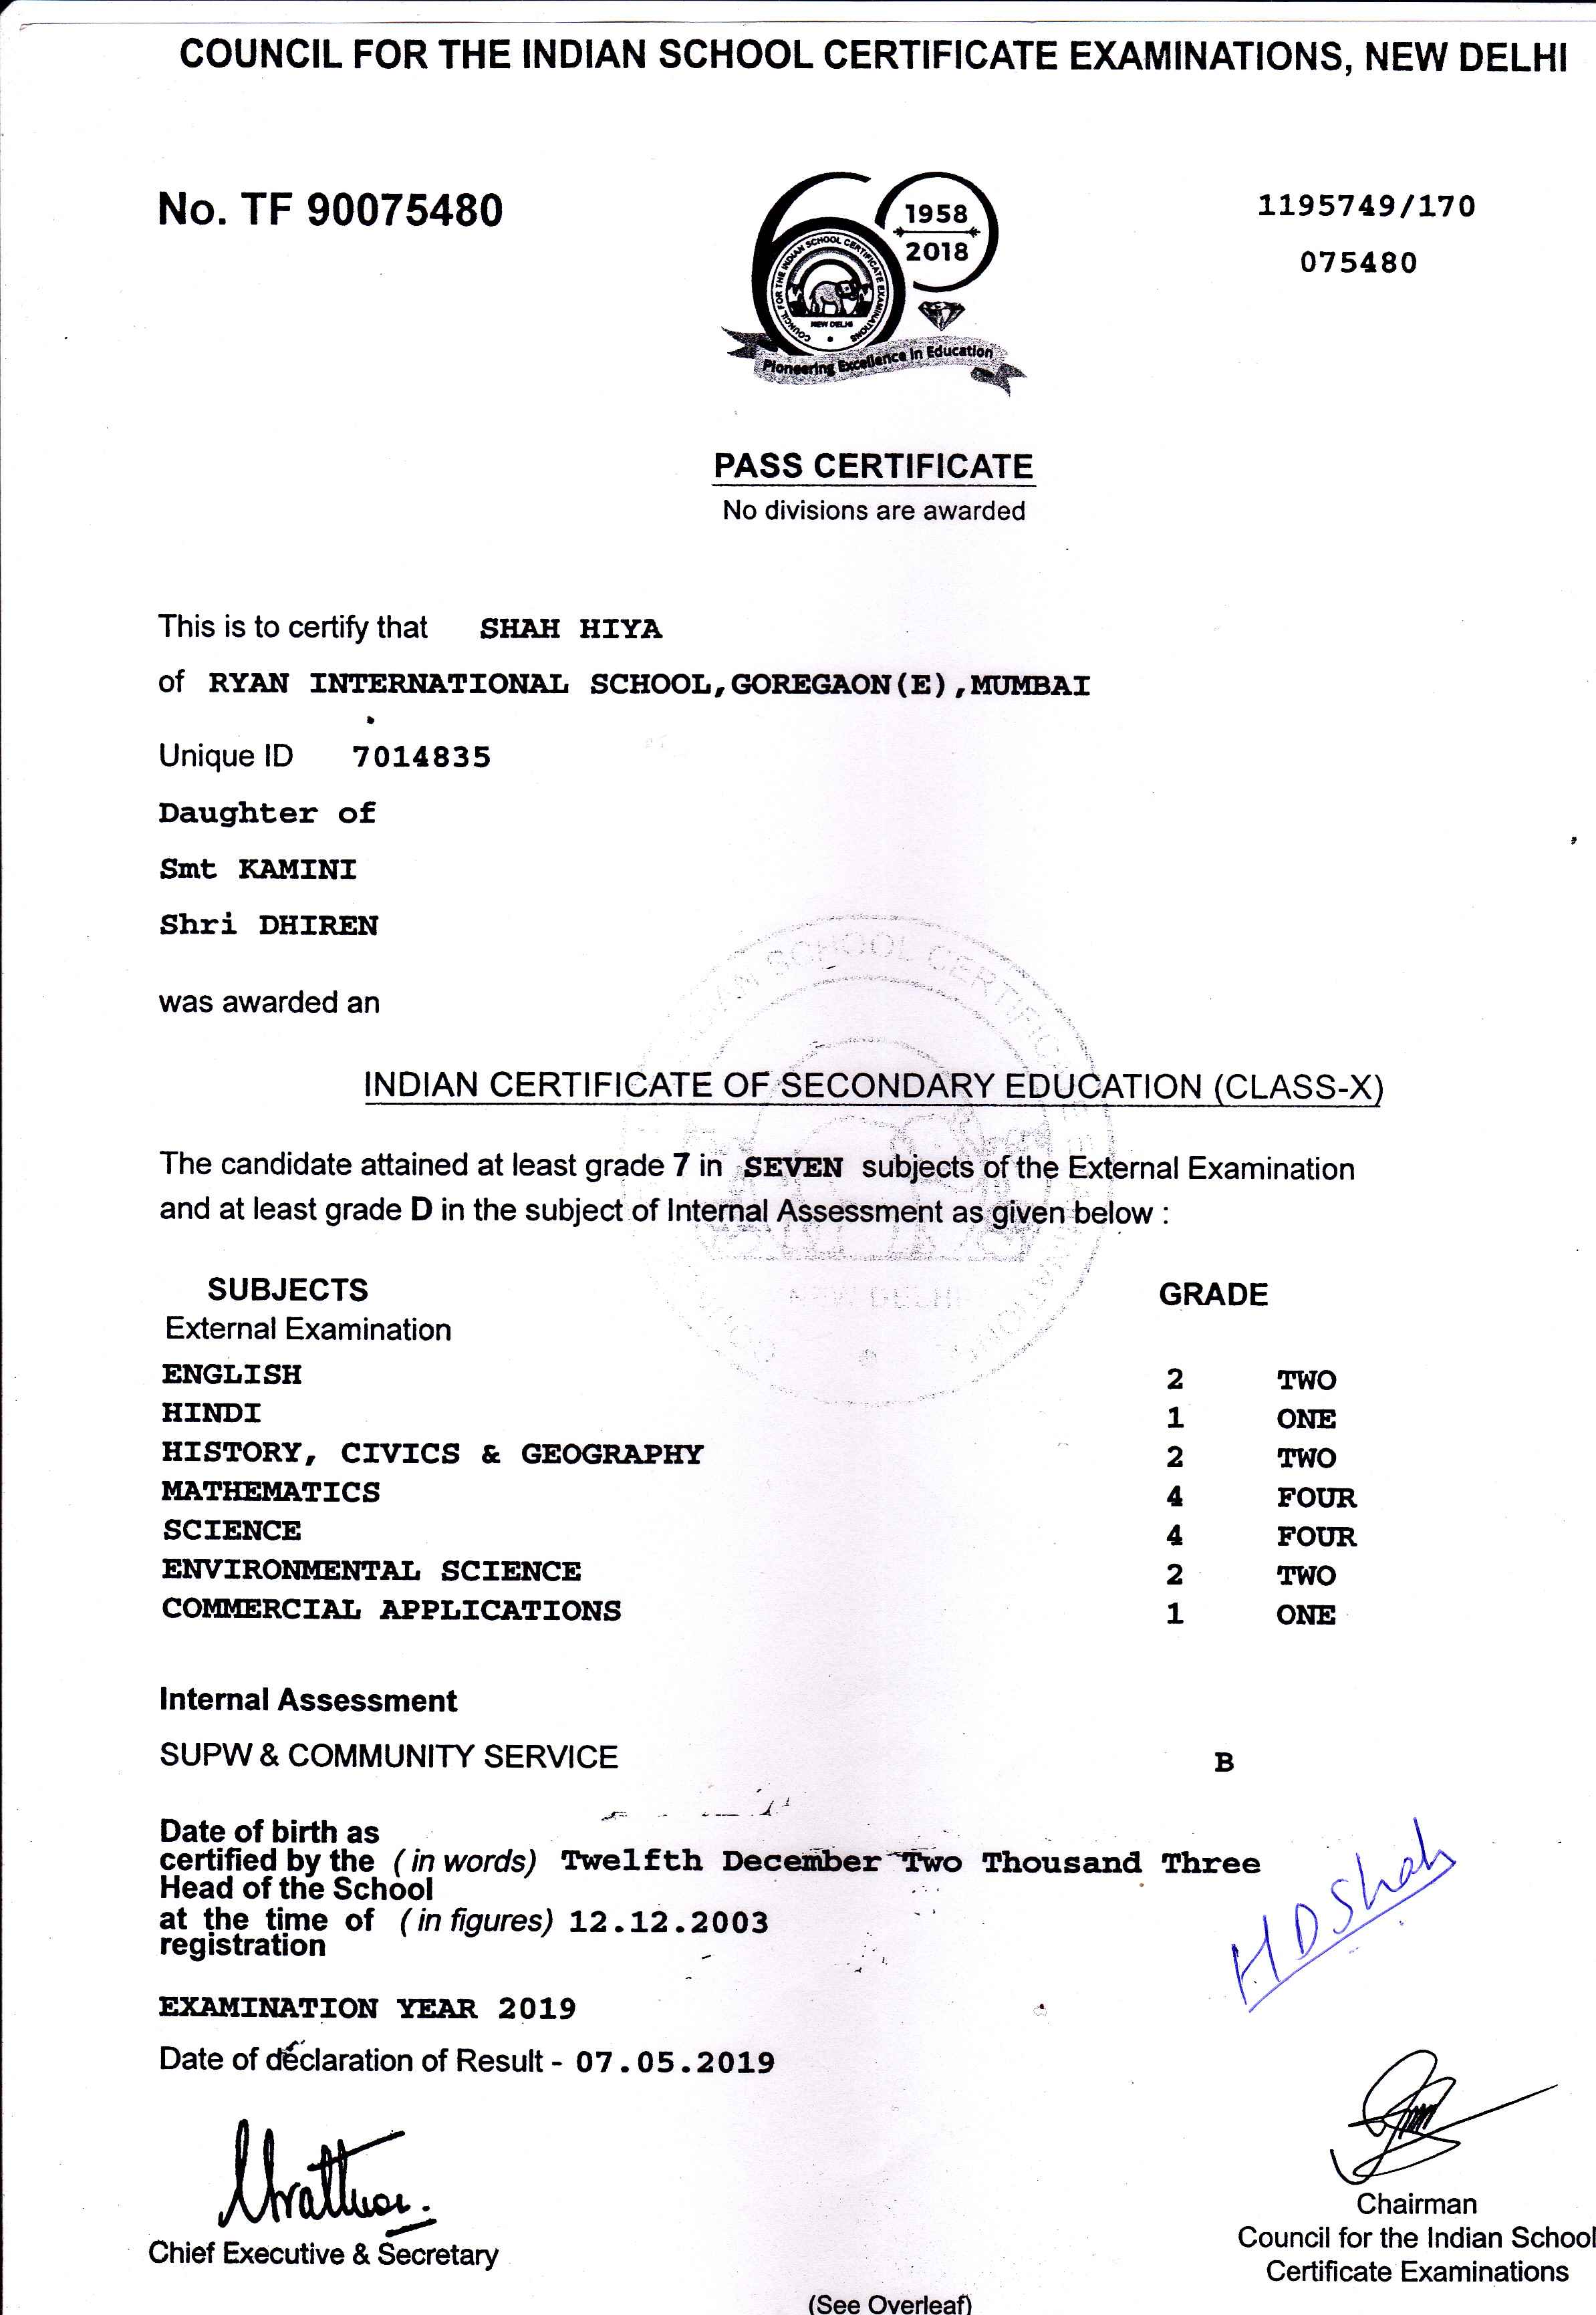 COUNCIL FOR THE INDIAN SCHOOL CERTIFICATE EXAMINATIONS, NEW DELHI
No. TF 90075480
1195749/170
075480
1958
2018
COUNCIL FOR THE INDIAN SCHOOL CERTIFICATE EXAMINATIONS
NEW DELHI
Pioneering Excellence in Education
PASS CERTIFICATE
No divisions are awarded
This is to certify that SHAH HIYA
of RYAN INTERNATIONAL SCHOOL,GOREGAON(E),MUMBAI
Unique ID 7014835
Daughter of
Smt KAMINI
Shri DHIREN
was awarded an
INDIAN CERTIFICATE OF SECONDARY EDUCATION (CLASS-X)
The candidate attained at least grade 7 in SEVEN subjects of the External Examination
and at least grade D in the subject of Internal Assessment as given below :
SUBJECTS GRADE
External Examination
ENGLISH 2 TWO
HINDI 1 ONE
HISTORY, CIVICS & GEOGRAPHY 2 TWO
MATHEMATICS 4 FOUR
SCIENCE 4 FOUR
ENVIRONMENTAL SCIENCE 2 TWO
COMMERCIAL APPLICATIONS 1 ONE
Internal Assessment
SUPW & COMMUNITY SERVICE B
Date of birth as
certified by the (in words) Twelfth December Two Thousand Three
Head of the School
at the time of (in figures) 12.12.2003
registration
HDShah
EXAMINATION YEAR 2019
Date of declaration of Result - 07.05.2019
Chief Executive & Secretary
Chairman
Council for the Indian School
Certificate Examinations
(See Overleaf)